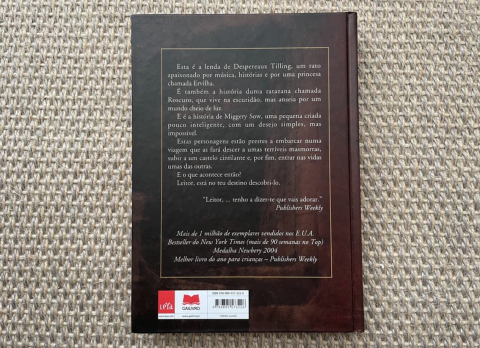 Esta é a lenda de Despereaux Tilling, um rato
apaixonado por música, histórias e por uma princesa
chamada Ervilha.
É também a história duma ratazana chamada
Roscuro, que vive na escuridão, mas anseia por um
mundo cheio de luz.
E é a história de Miggery Sow, uma pequena criada
pouco inteligente, com um desejo simples, mas
impossível.
Estas personagens estão prestes a embarcar numa
viagem que as fará descer a umas terríveis masmorras,
subir a um castelo cintilante e, por fim, entrar nas vidas
umas das outras.
E o que acontece então?
Leitor, está no teu destino descobri-lo.
"Leitor, ... tenho a dizer-te que vais adorar."
Publishers Weekly
Mais de 1 milhão de exemplares vendidos nos E.U.A.
Bestseller do New York Times (mais de 90 semanas no Top)
Medalha Newbery 2004
Melhor livro do ano para crianças – Publishers Weekly
GAILIVRO